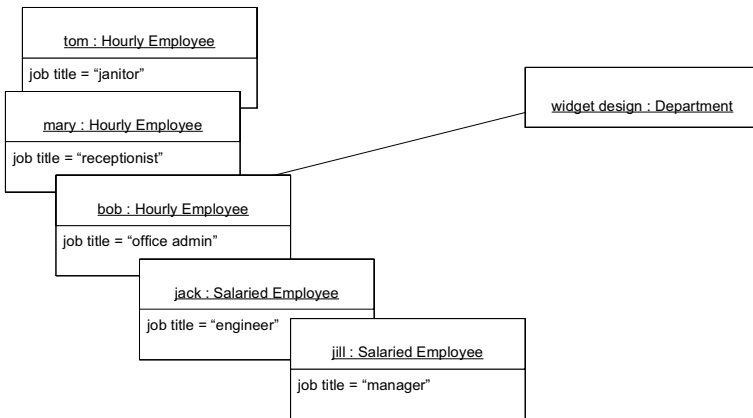 tom : Hourly Employee
job title = “janitor”
mary : Hourly Employee
job title = “receptionist”
bob : Hourly Employee
job title = “office admin”
jack : Salaried Employee
job title = “engineer”
jill : Salaried Employee
job title = “manager”
widget design : Department